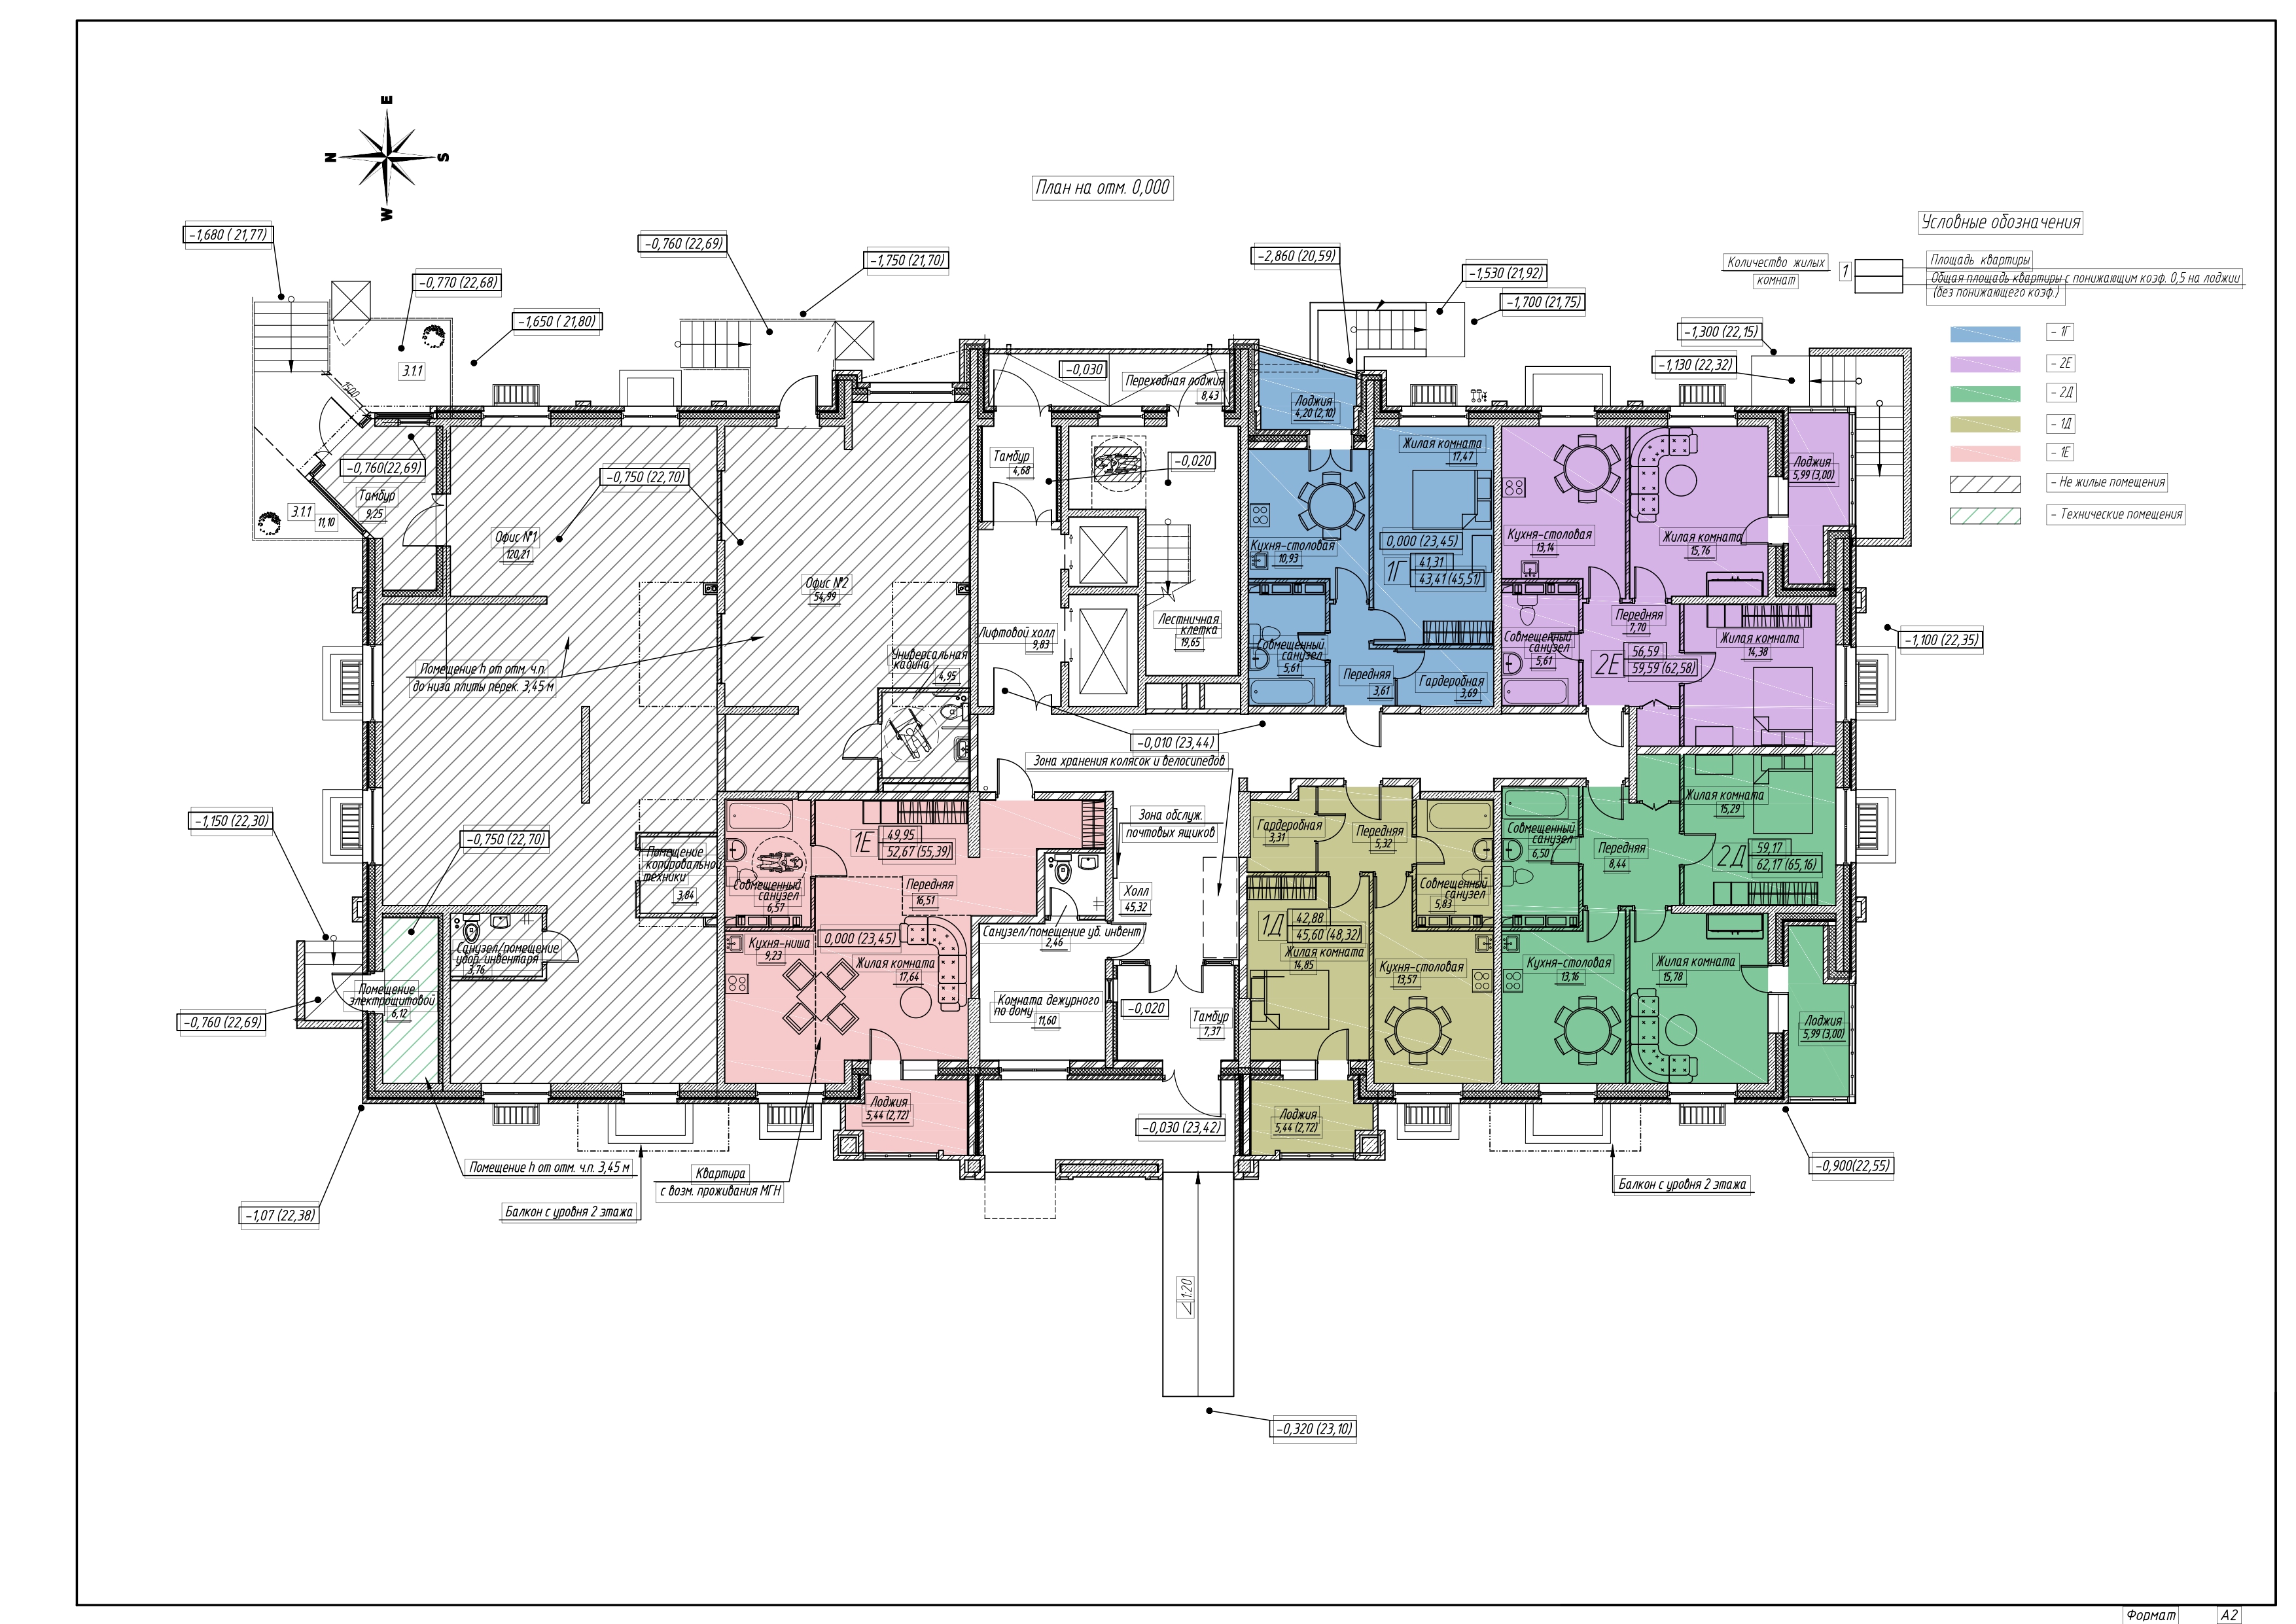 E
N
S
W
План на отм. 0,000
Условные обозначения
Количество жилых
комнат
1
Площадь квартиры
Общая площадь квартиры с понижающим коэф. 0,5 на лоджии
(без понижающего коэф.)
- 1Г
- 2Е
- 2Д
- 1Д
- 1Е
- Не жилые помещения
- Технические помещения
-1,680 ( 21,77)
-0,770 (22,68)
-1,650 ( 21,80)
-0,760 (22,69)
-1,750 (21,70)
-2,860 (20,59)
-1,530 (21,92)
-1,700 (21,75)
-1,300 (22,15)
-1,130 (22,32)
3.1.1
1500
-0,760(22,69)
Тамбур
9,25
3.1.1
11,10
-0,750 (22,70)
Офис №1
120,21
Офис №2
54,99
Помещение h от отм. ч.п.
до низа плиты перек. 3,45 м
Универсальная
кабина
4,95
-0,030
Переходная лоджия
8,43
Тамбур
4,68
-0,020
Лифтовой холл
9,83
Лестничная
клетка
19,65
-0,010 (23,44)
Зона хранения колясок и велосипедов
Лоджия
4,20 (2,10)
Жилая комната
17,47
Кухня-столовая
10,93
0,000 (23,45)
1Г
41,31
43,41 (45,51)
Совмещенный
санузел
5,61
Передняя
3,61
Гардеробная
3,69
Кухня-столовая
13,14
Жилая комната
15,76
Лоджия
5,99 (3,00)
Передняя
7,70
Совмещенный
санузел
5,61
2Е
56,59
59,59 (62,58)
Жилая комната
14,38
-1,100 (22,35)
-1,150 (22,30)
-0,750 (22,70)
Помещение
копировальной
техники
3,84
Санузел/помещение
убор. инвентаря
3,76
Помещение
электрощитовой
6,12
-0,760 (22,69)
1Е
49,95
52,67 (55,39)
Совмещенный
санузел
6,57
Передняя
16,51
Кухня-ниша
9,23
0,000 (23,45)
Жилая комната
17,64
Лоджия
5,44 (2,72)
Зона обслуж.
почтовых ящиков
Холл
45,32
Санузел/помещение уб. инвент
2,46
Комната дежурного
по дому
11,60
-0,020
Тамбур
7,37
-0,030 (23,42)
Гардеробная
3,31
Передняя
5,32
Совмещенный
санузел
5,83
1Д
42,88
45,60 (48,32)
Жилая комната
14,85
Кухня-столовая
13,57
Лоджия
5,44 (2,72)
Совмещенный
санузел
6,50
Передняя
8,44
Жилая комната
15,29
2Д
59,17
62,17 (65,16)
Кухня-столовая
13,16
Жилая комната
15,78
Лоджия
5,99 (3,00)
-0,900(22,55)
Помещение h от отм. ч.п. 3,45 м
Квартира
с возм. проживания МГН
Балкон с уровня 2 этажа
Балкон с уровня 2 этажа
-1,07 (22,38)
1:20
-0,320 (23,10)
Формат
А2